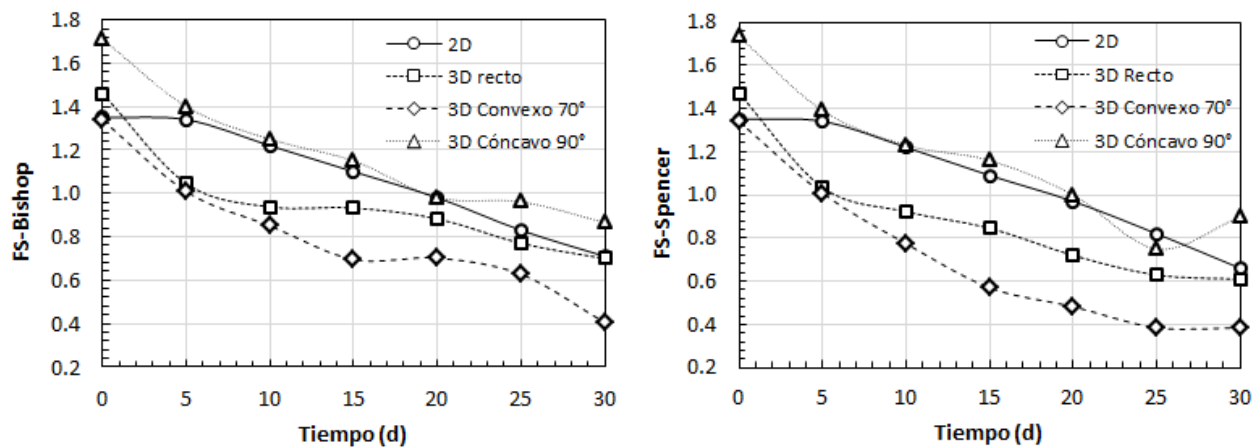 FS-Bishop
1.8
1.6
1.4
1.2
1.0
0.8
0.6
0.4
0.2
2D
3D recto
3D Convexo 70°
3D Cóncavo 90°
0 5 10 15 20 25 30
Tiempo (d)
FS-Spencer
1.8
1.6
1.4
1.2
1.0
0.8
0.6
0.4
0.2
2D
3D Recto
3D Convexo 70°
3D Cóncavo 90°
0 5 10 15 20 25 30
Tiempo (d)